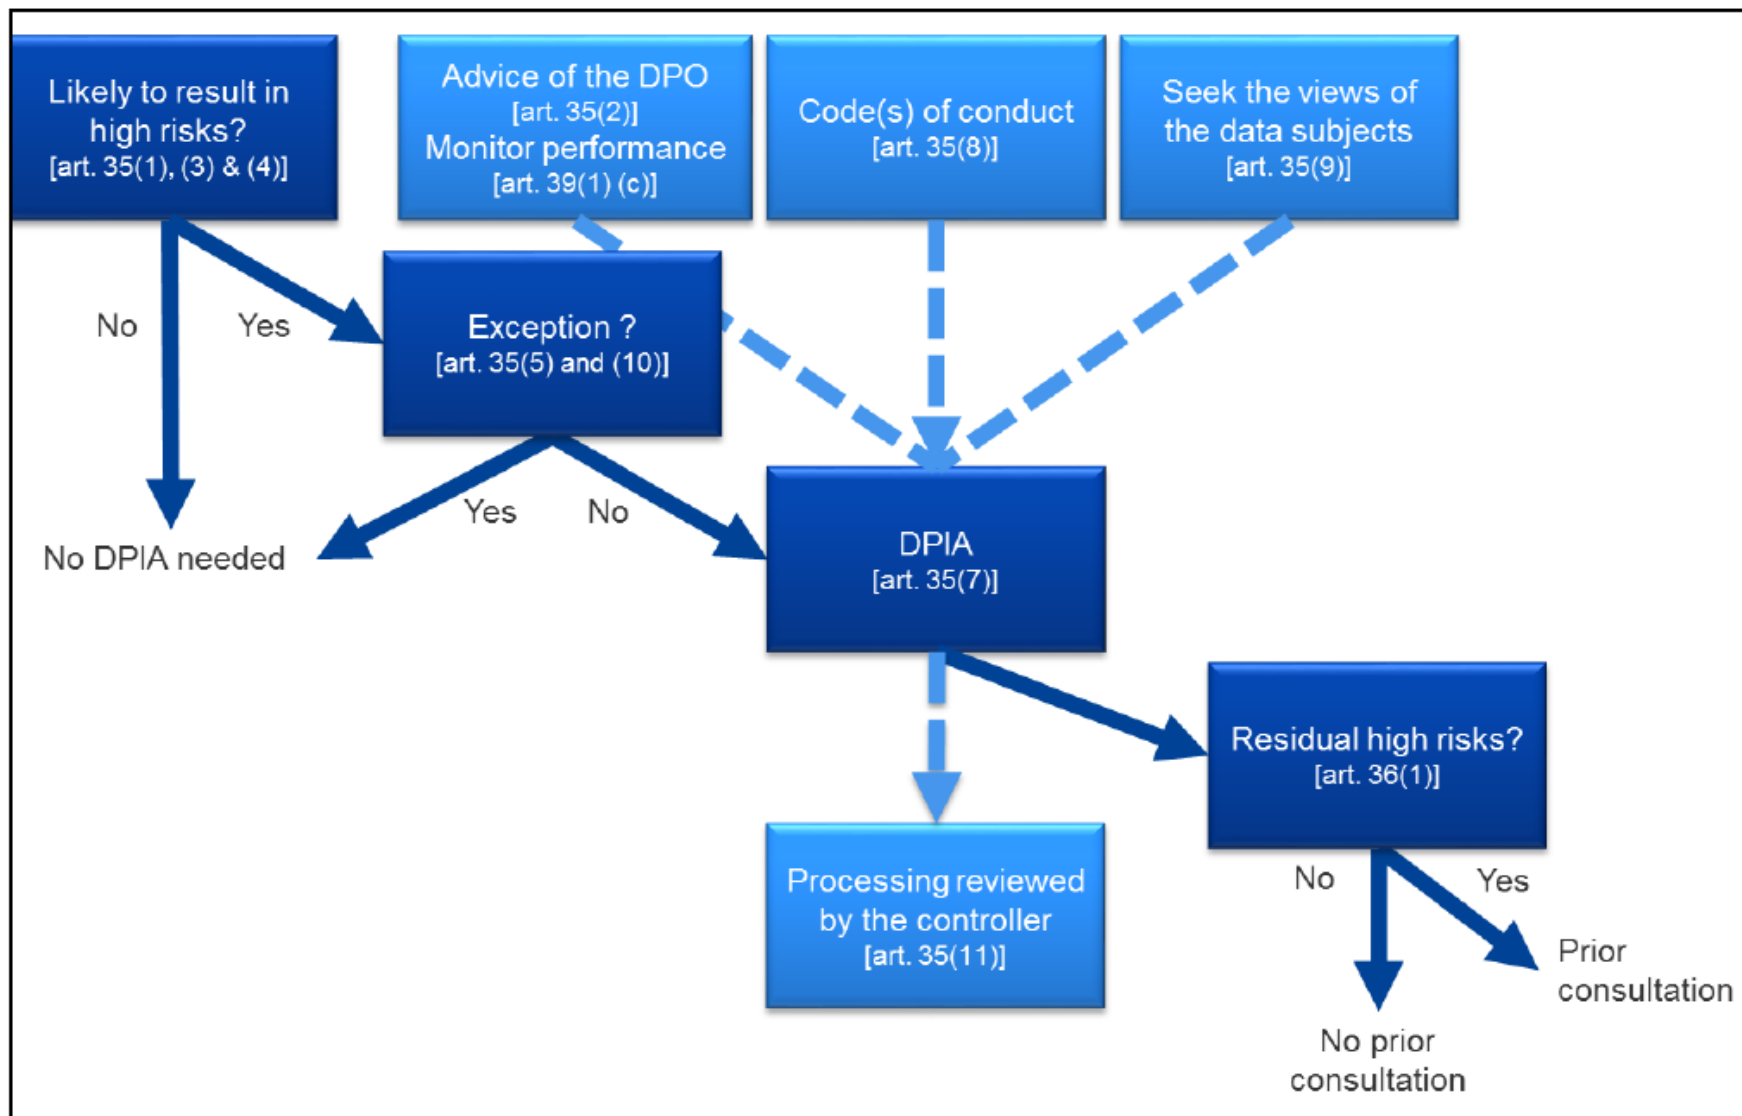 Likely to result in
high risks?
[art. 35(1), (3) & (4)]
Advice of the DPO
[art. 35(2)]
Monitor performance
[art. 39(1) (c)]
Code(s) of conduct
[art. 35(8)]
Seek the views of
the data subjects
[art. 35(9)]
No
Yes
Exception ?
[art. 35(5) and (10)]
Yes
No
No DPIA needed
DPIA
[art. 35(7)]
Residual high risks?
[art. 36(1)]
Processing reviewed
by the controller
[art. 35(11)]
No
Yes
Prior
consultation
No prior
consultation